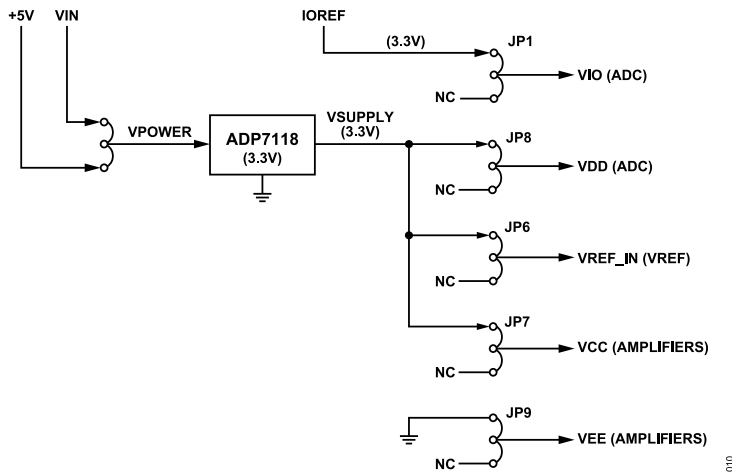 +5V VIN IOREF
(3.3V) JP1
VIO (ADC)
NC
VPOWER
ADP7118
(3.3V)
VSUPPLY
(3.3V)
JP8
VDD (ADC)
NC
JP6
VREF_IN (VREF)
NC
JP7
VCC (AMPLIFIERS)
NC
JP9
VEE (AMPLIFIERS)
NC
010